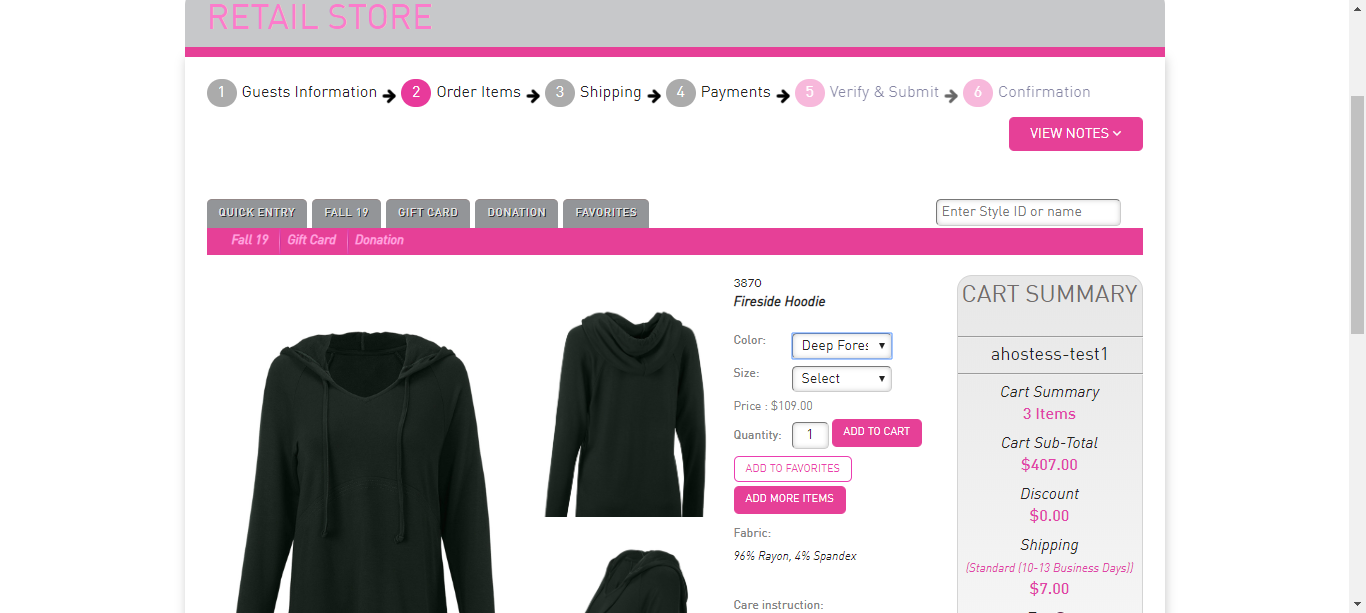 RETAIL STORE
1 Guests Information 2 Order Items 3 Shipping 4 Payments 5 Verify & Submit 6 Confirmation
VIEW NOTES
QUICK ENTRY FALL 19 GIFT CARD DONATION FAVORITES
Enter Style ID or name
Fall 19 Gift Card Donation
3870
Fireside Hoodie
Color: Deep Fores
Size: Select
Price : $109.00
Quantity: 1 ADD TO CART
ADD TO FAVORITES
ADD MORE ITEMS
Fabric:
96% Rayon, 4% Spandex
Care instruction:
CART SUMMARY
ahostess-test1
Cart Summary
3 Items
Cart Sub-Total
$407.00
Discount
$0.00
Shipping
(Standard (10-13 Business Days))
$7.00